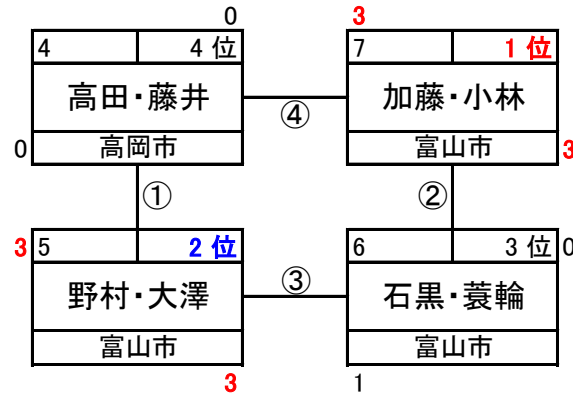 0 3
4 4位 7 1位
高田・藤井 加藤・小林
④
0 高岡市 富山市 3
① ②
3 5 2位 6 3位 0
野村・大澤 石黒・蓑輪
③
富山市 富山市
3 1